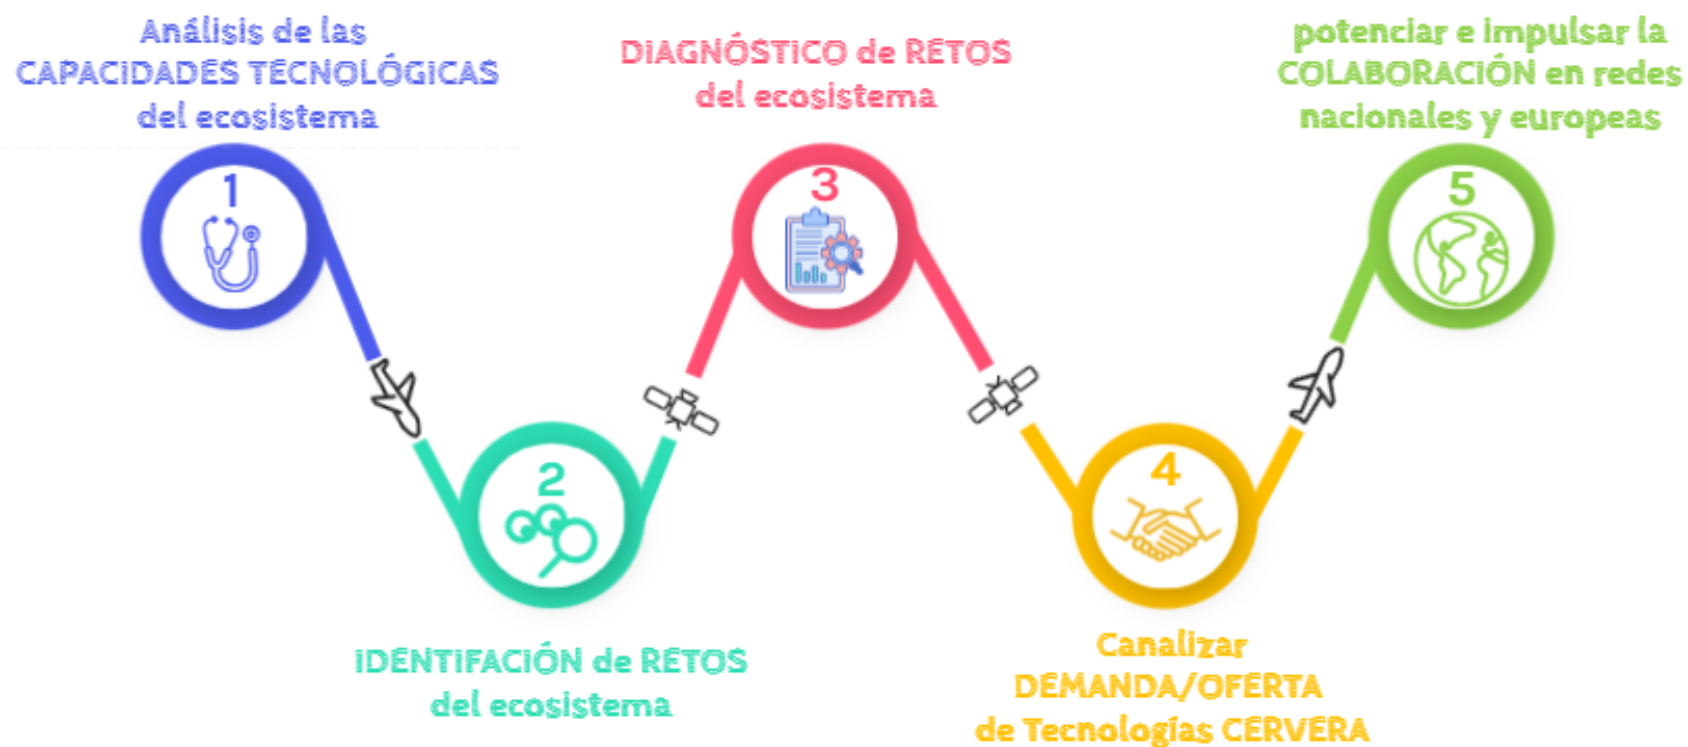 Análisis de las
CAPACIDADES TECNOLÓGICAS
del ecosistema
1
IDENTIFACIÓN de RETOS
del ecosistema
2
DIAGNÓSTICO de RETOS
del ecosistema
3
Canalizar
DEMANDA/OFERTA
de Tecnologías CERVERA
4
potenciar e impulsar la
COLABORACIÓN en redes
nacionales y europeas
5